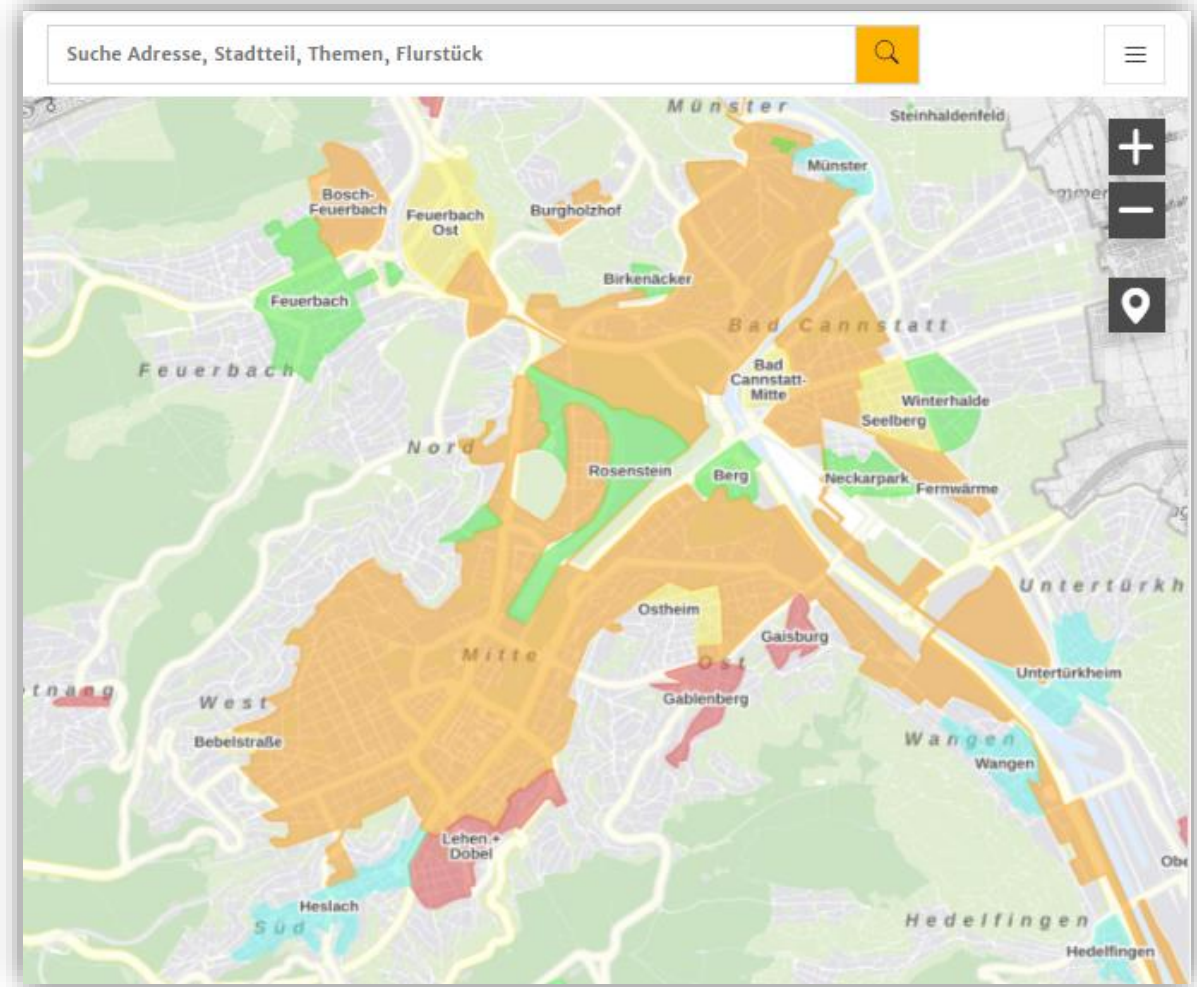 Suche Adresse, Stadtteil, Themen, Flurstück
Münster
Steinhaldenfeld
Münster
Bosch-
Feuerbach
Feuerbach
Ost
Burgholzhof
Birkenäcker
Feuerbach
Bad Cannstatt
Feuerbach
Bad
Cannstatt-
Mitte
Winterhalde
Seelberg
Nord
Rosenstein
Berg
Neckarpark
Fernwärme
Untertürkh
Ostheim
Gaisburg
Mitte
Ost
Untertürkheim
tnang
West
Gablenberg
Bebelstraße
Wangen
Wangen
Lehen.+
Dobel
Obe
Heslach
Süd
Hedelfingen
Hedelfingen